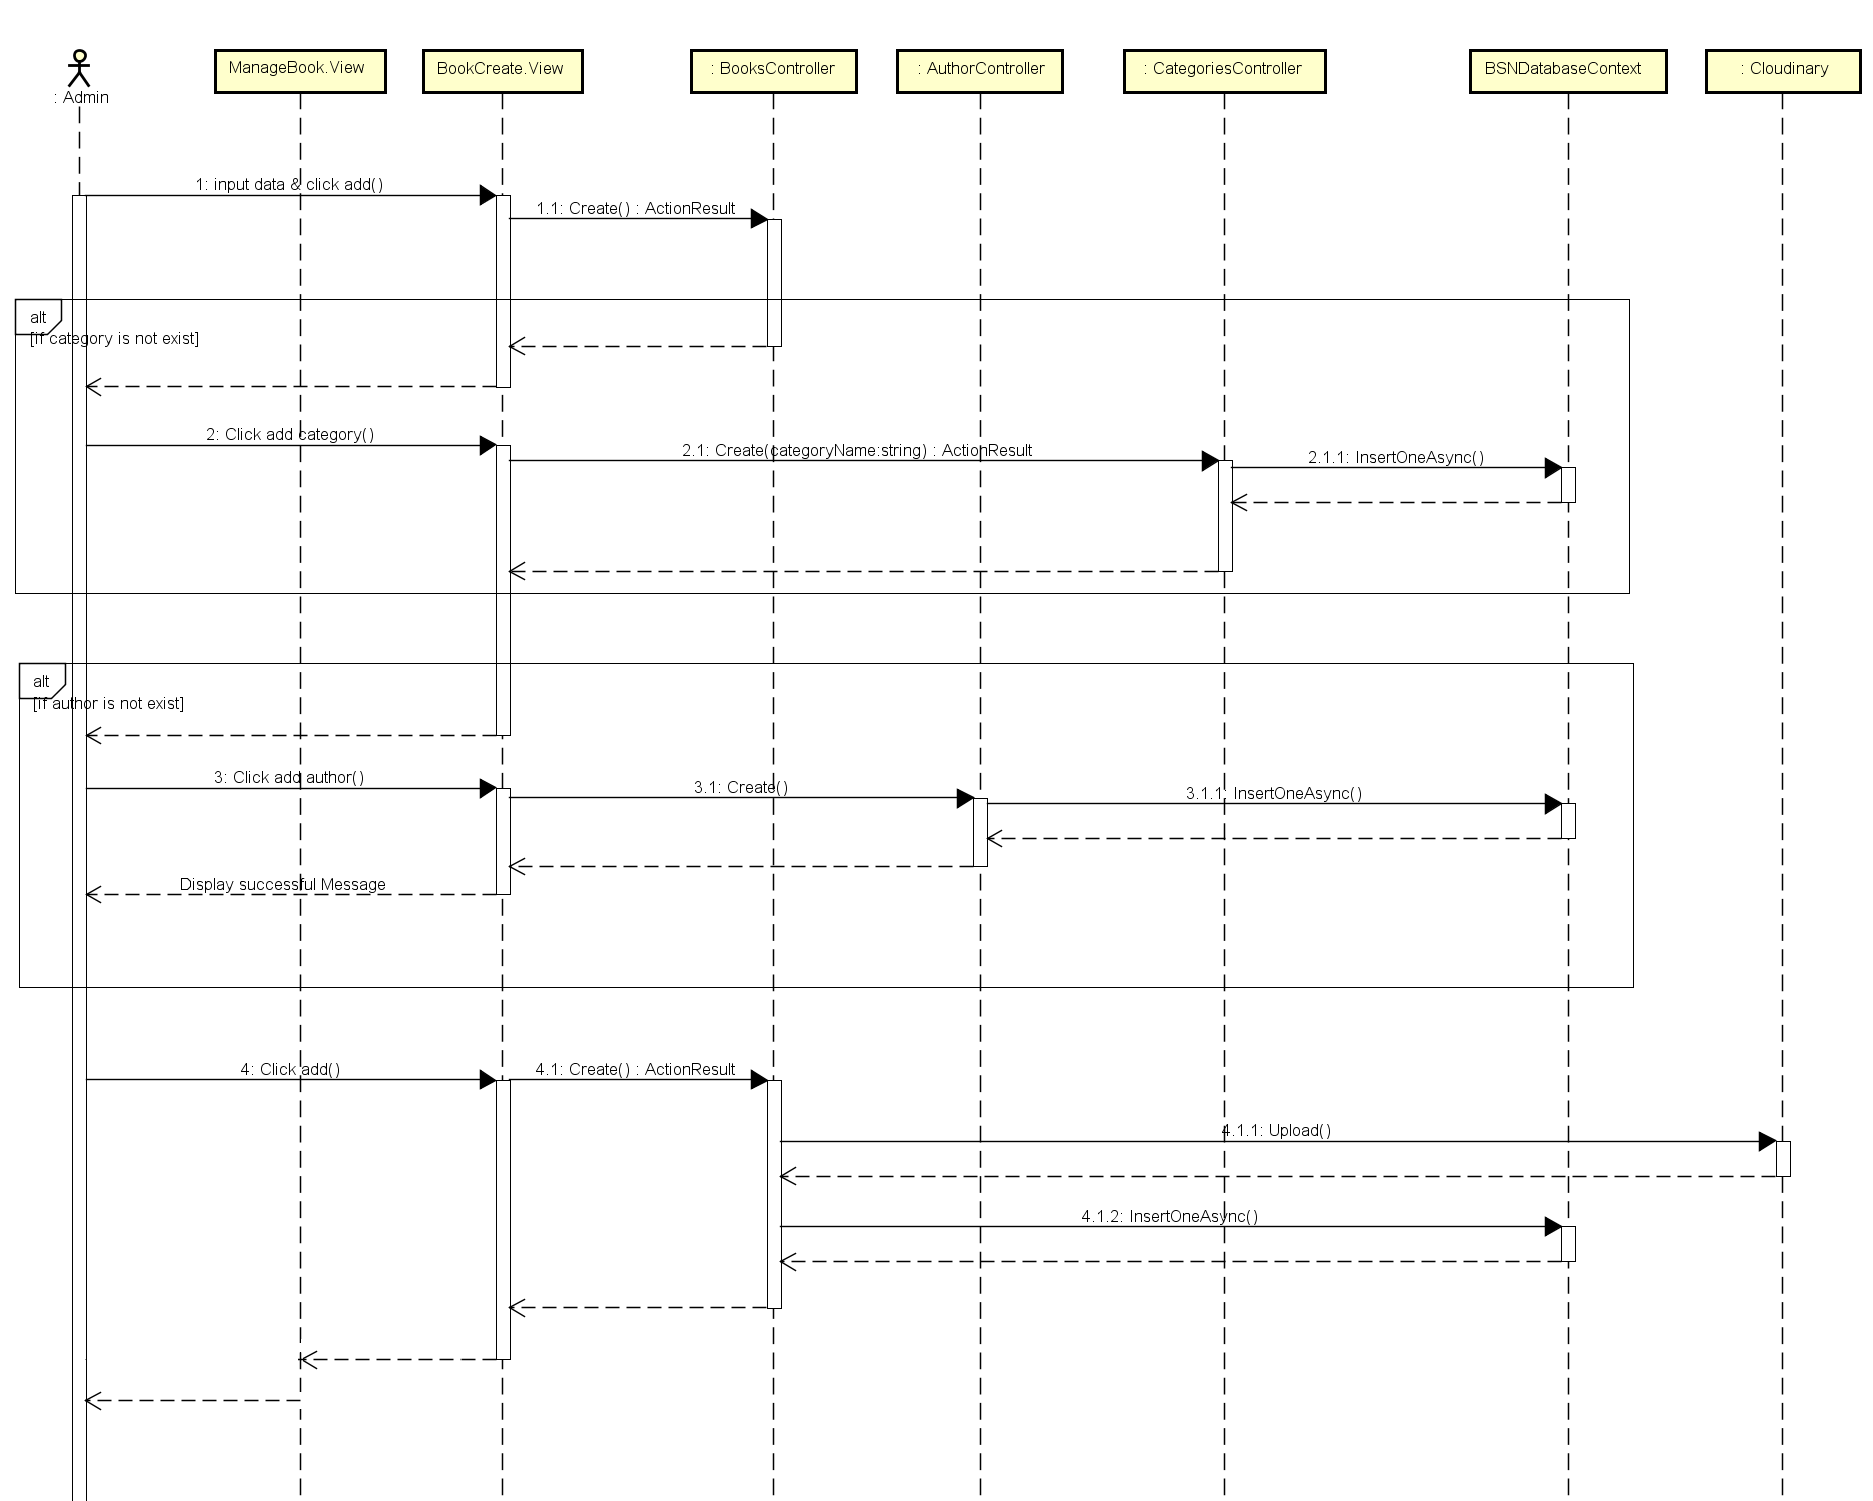 : Admin
ManageBook.View
BookCreate.View
: BooksController
: AuthorController
: CategoriesController
BSNDatabaseContext
: Cloudinary
1: input data & click add()
1.1: Create() : ActionResult
alt
[if category is not exist]
2: Click add category()
2.1: Create(categoryName:string) : ActionResult
2.1.1: InsertOneAsync()
alt
[if author is not exist]
3: Click add author()
3.1: Create()
3.1.1: InsertOneAsync()
Display successful Message
4: Click add()
4.1: Create() : ActionResult
4.1.1: Upload()
4.1.2: InsertOneAsync()